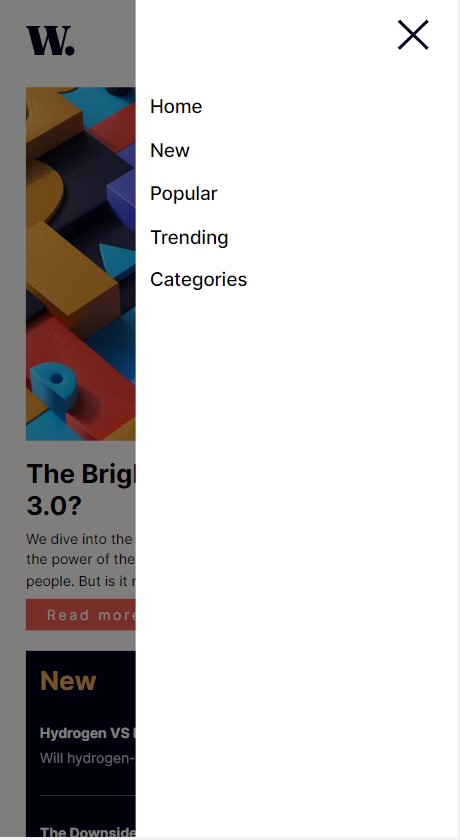 W.
Home
New
Popular
Trending
Categories
The
3.0?
We dive into the
the power of the
people. But is it
Read more
New
Hydrogen VS
Will hydrogen-
The Downside